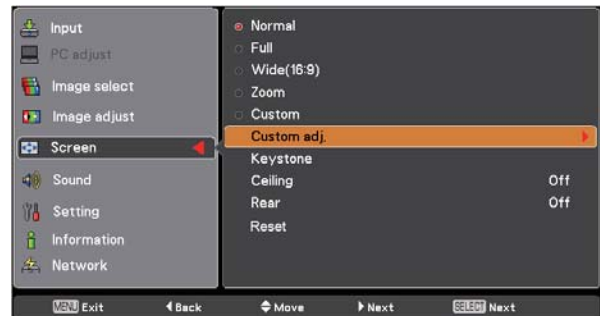 Input
PC adjust
Image select
Image adjust
Screen
Sound
Setting
Information
Network
Normal
Full
Wide(16:9)
Zoom
Custom
Custom adj.
Keystone
Ceiling Off
Rear Off
Reset
MENU Exit Back Move Next SELECT Next